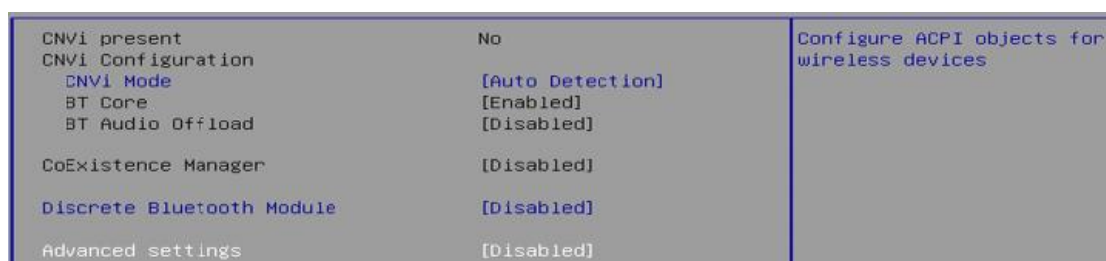 CNVi present No
CNVi Configuration
CNVi Mode [Auto Detection]
BT Core [Enabled]
BT Audio Offload [Disabled]
CoExistence Manager [Disabled]
Discrete Bluetooth Module [Disabled]
Advanced settings [Disabled]
Configure ACPI objects for
wireless devices